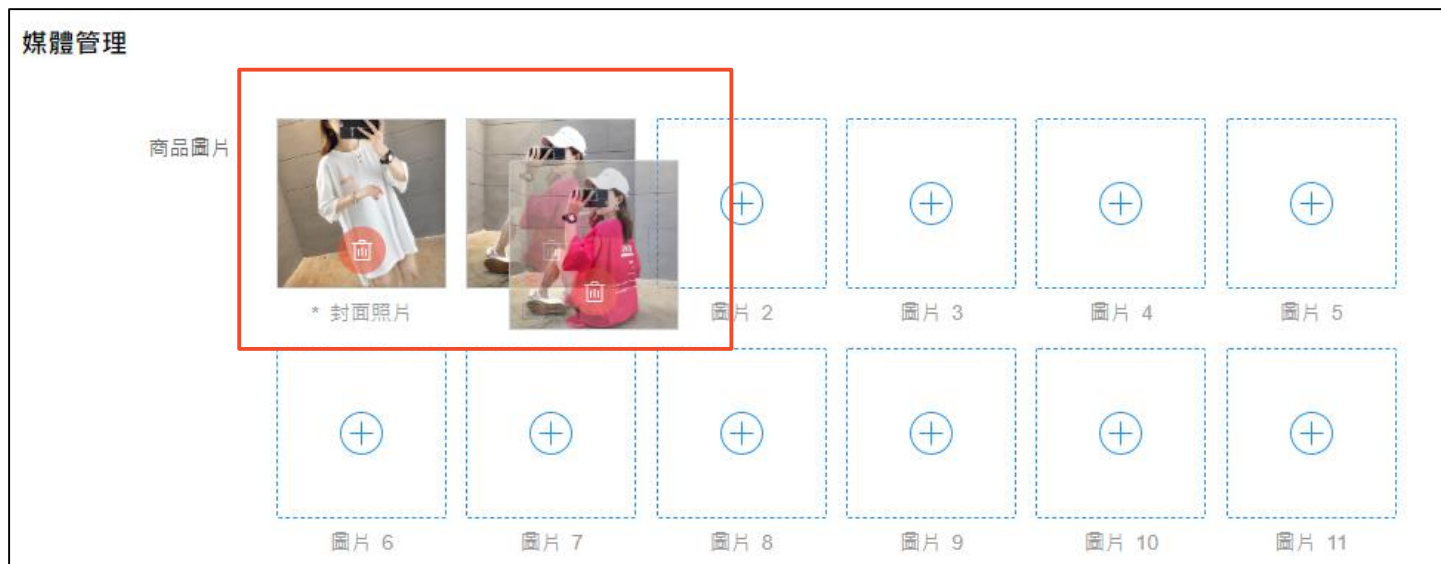 媒體管理
商品圖片
* 封面照片
圖片 2
圖片 3
圖片 4
圖片 5
圖片 6
圖片 7
圖片 8
圖片 9
圖片 10
圖片 11